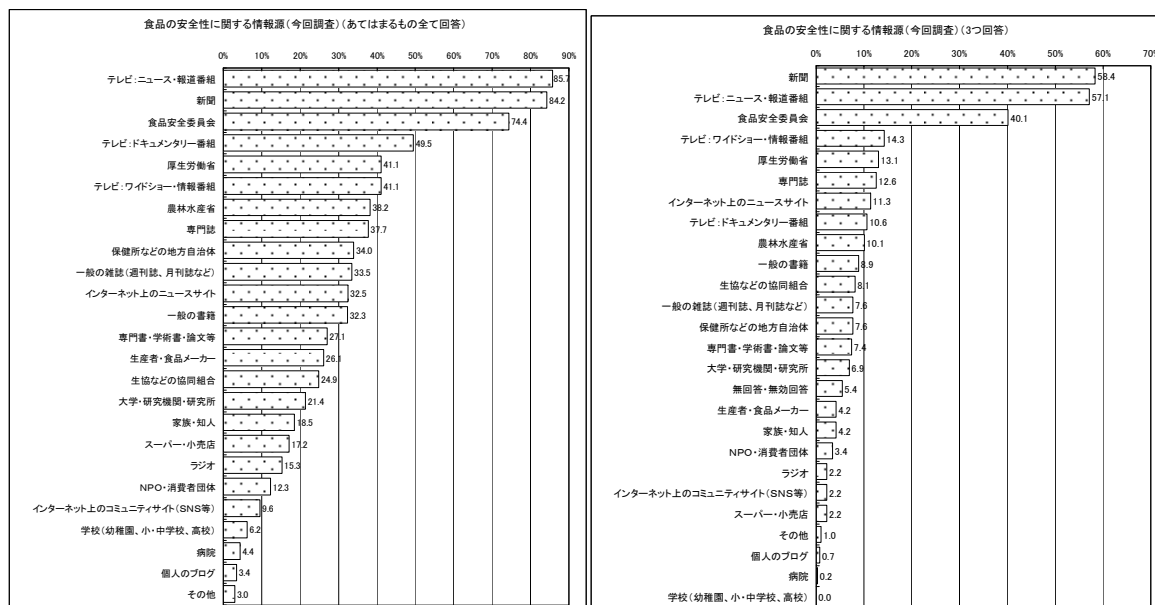 食品の安全性に関する情報源(今回調査)(あてはまるもの全て回答)
0% 10% 20% 30% 40% 50% 60% 70% 80% 90%
テレビ:ニュース・報道番組 85.7
新聞 84.2
食品安全委員会 74.4
テレビ:ドキュメンタリー番組 49.5
厚生労働省 41.1
テレビ:ワイドショー・情報番組 41.1
農林水産省 38.2
専門誌 37.7
保健所などの地方自治体 34.0
一般の雑誌(週刊誌、月刊誌など) 33.5
インターネット上のニュースサイト 32.5
一般の書籍 32.3
専門書・学術書・論文等 27.1
生産者・食品メーカー 26.1
生協などの協同組合 24.9
大学・研究機関・研究所 21.4
家族・知人 18.5
スーパー・小売店 17.2
ラジオ 15.3
NPO・消費者団体 12.3
インターネット上のコミュニティサイト(SNS等) 9.6
学校(幼稚園、小・中学校、高校) 6.2
病院 4.4
個人のブログ 3.4
その他 3.0
食品の安全性に関する情報源(今回調査)(3つ回答)
0% 10% 20% 30% 40% 50% 60% 70%
新聞 58.4
テレビ:ニュース・報道番組 57.1
食品安全委員会 40.1
テレビ:ワイドショー・情報番組 14.3
厚生労働省 13.1
専門誌 12.6
インターネット上のニュースサイト 11.3
テレビ:ドキュメンタリー番組 10.6
農林水産省 10.1
一般の書籍 8.9
生協などの協同組合 8.1
一般の雑誌(週刊誌、月刊誌など) 7.6
保健所などの地方自治体 7.6
専門書・学術書・論文等 7.4
大学・研究機関・研究所 6.9
無回答・無効回答 5.4
生産者・食品メーカー 4.2
家族・知人 4.2
NPO・消費者団体 3.4
ラジオ 2.2
インターネット上のコミュニティサイト(SNS等) 2.2
スーパー・小売店 2.2
その他 1.0
個人のブログ 0.7
病院 0.2
学校(幼稚園、小・中学校、高校) 0.0